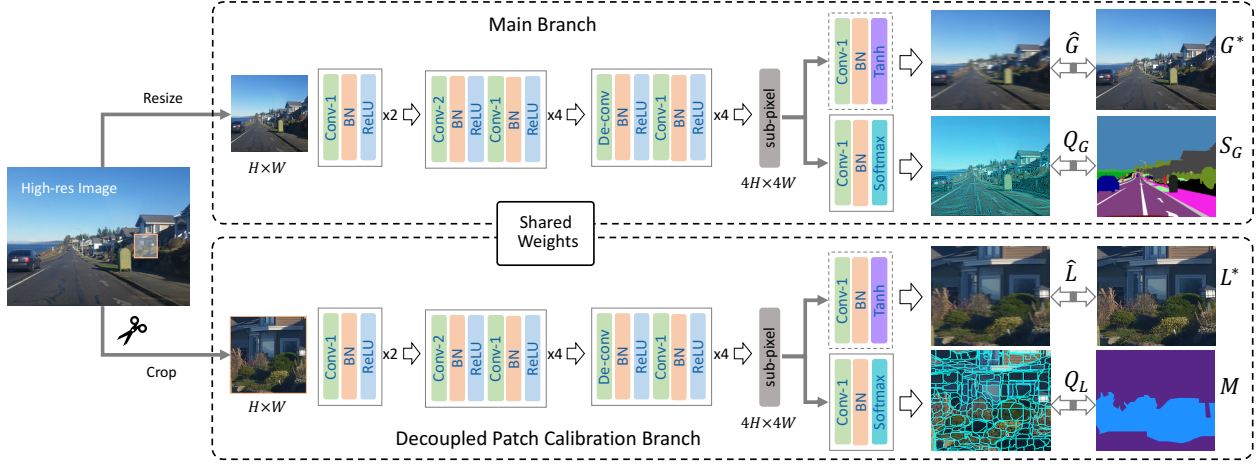 Main Branch
Resize
High-res Image
H×W
Conv-1
BN
ReLU
x2
Conv-2
BN
ReLU
Conv-1
BN
ReLU
x4
De-conv
BN
ReLU
Conv-1
BN
ReLU
x4
sub-pixel
4H×4W
Conv-1
BN
Tanh
Conv-1
BN
Softmax
Ĝ
G*
Q_G
S_G
Shared
Weights
Crop
H×W
Conv-1
BN
ReLU
x2
Conv-2
BN
ReLU
Conv-1
BN
ReLU
x4
De-conv
BN
ReLU
Conv-1
BN
ReLU
x4
sub-pixel
4H×4W
Conv-1
BN
Tanh
Conv-1
BN
Softmax
L̂
L*
Q_L
M
Decoupled Patch Calibration Branch